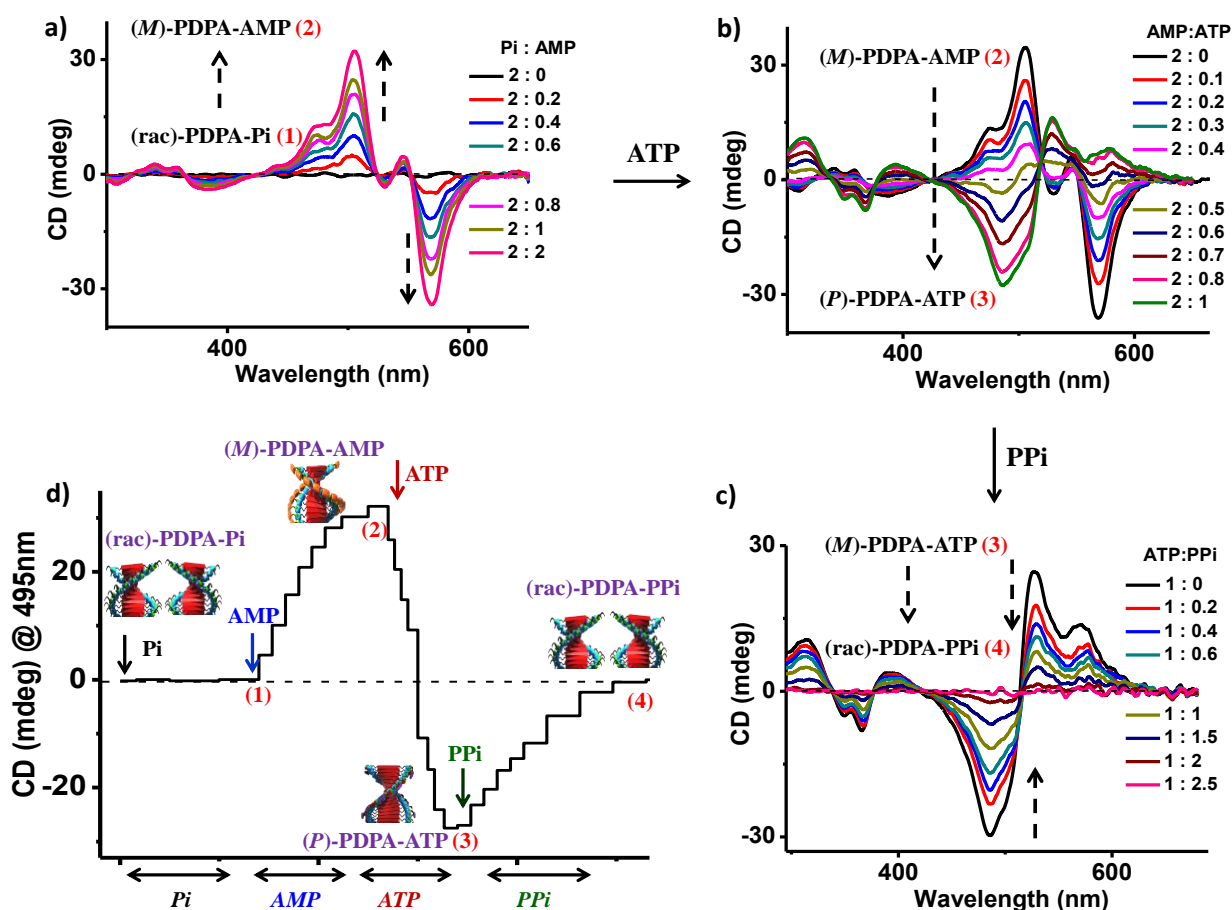 a)
(M)-PDPA-AMP (2)
(rac)-PDPA-Pi (1)
Pi : AMP
2 : 0
2 : 0.2
2 : 0.4
2 : 0.6
2 : 0.8
2 : 1
2 : 2
30
0
-30
CD (mdeg)
400
600
Wavelength (nm)
ATP
b)
(M)-PDPA-AMP (2)
(P)-PDPA-ATP (3)
AMP:ATP
2 : 0
2 : 0.1
2 : 0.2
2 : 0.3
2 : 0.4
2 : 0.5
2 : 0.6
2 : 0.7
2 : 0.8
2 : 1
30
0
-30
CD (mdeg)
400
600
Wavelength (nm)
PPi
d)
(M)-PDPA-AMP
ATP
(rac)-PDPA-Pi
(2)
(rac)-PDPA-PPi
AMP
Pi
(1)
(4)
PPi
(P)-PDPA-ATP (3)
20
0
-20
CD (mdeg) @ 495nm
Pi
AMP
ATP
PPi
c)
(M)-PDPA-ATP (3)
(rac)-PDPA-PPi (4)
ATP:PPi
1 : 0
1 : 0.2
1 : 0.4
1 : 0.6
1 : 1
1 : 1.5
1 : 2
1 : 2.5
30
0
-30
CD (mdeg)
400
600
Wavelength (nm)